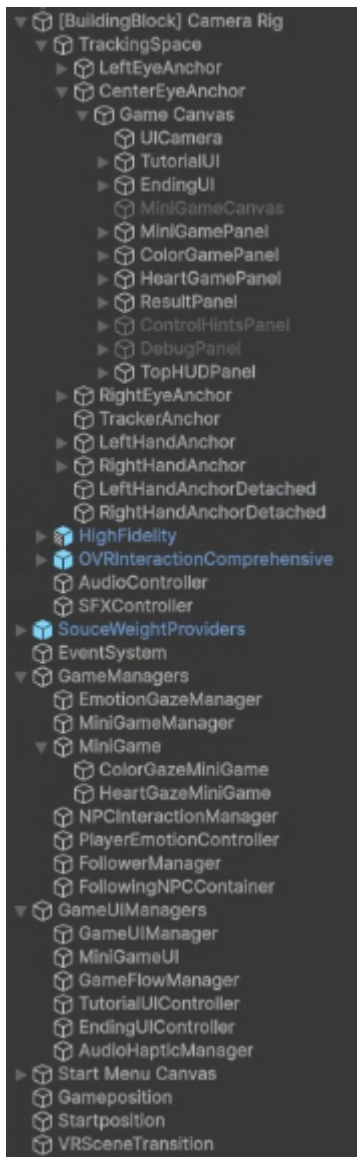 [BuildingBlock] Camera Rig
TrackingSpace
LeftEyeAnchor
CenterEyeAnchor
Game Canvas
UICamera
TutorialUI
EndingUI
MiniGameCanvas
MiniGamePanel
ColorGamePanel
HeartGamePanel
ResultPanel
ControlHintsPanel
DebugPanel
TopHUDPanel
RightEyeAnchor
TrackerAnchor
LeftHandAnchor
RightHandAnchor
LeftHandAnchorDetached
RightHandAnchorDetached
HighFidelity
OVRInteractionComprehensive
AudioController
SFXController
SouceWeightProviders
EventSystem
GameManagers
EmotionGazeManager
MiniGameManager
MiniGame
ColorGazeMiniGame
HeartGazeMiniGame
NPCInteractionManager
PlayerEmotionController
FollowerManager
FollowingNPCContainer
GameUIManagers
GameUIManager
MiniGameUI
GameFlowManager
TutorialUIController
EndingUIController
AudioHapticManager
Start Menu Canvas
Gameposition
Startposition
VRSceneTransition